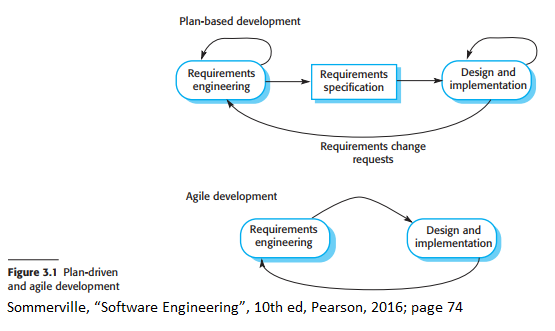 Plan-based development
Requirements
engineering
Requirements
specification
Design and
implementation
Requirements change
requests
Agile development
Requirements
engineering
Design and
implementation
Figure 3.1 Plan-driven
and agile development
Sommerville, “Software Engineering”, 10th ed, Pearson, 2016; page 74